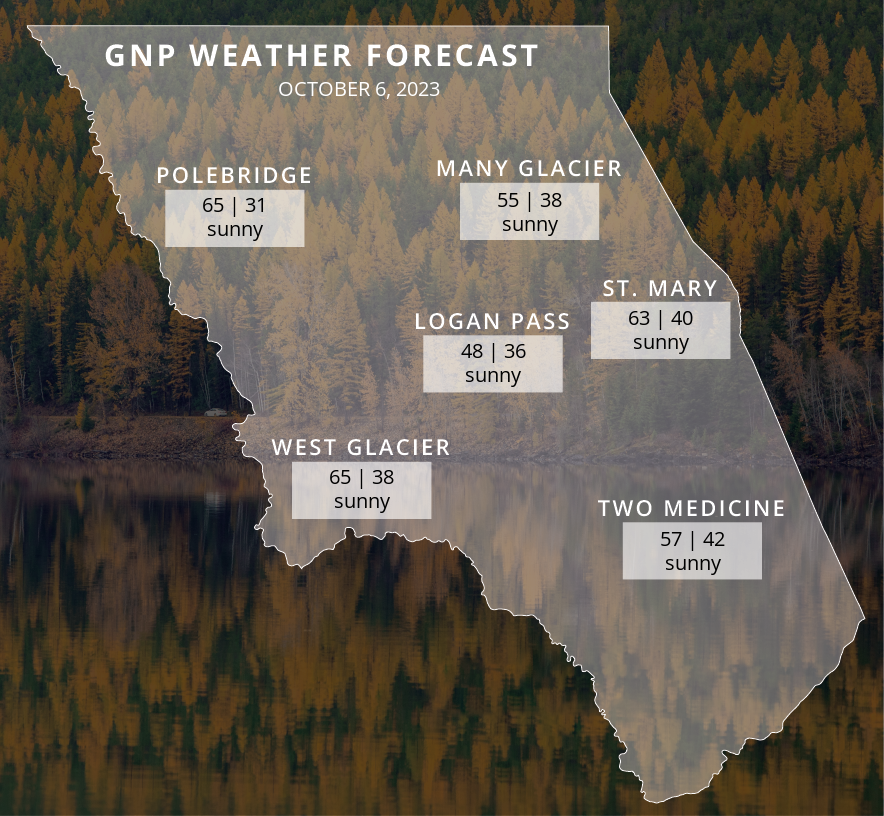 GNP WEATHER FORECAST
OCTOBER 6, 2023
POLEBRIDGE
65 | 31
sunny
MANY GLACIER
55 | 38
sunny
ST. MARY
63 | 40
sunny
LOGAN PASS
48 | 36
sunny
WEST GLACIER
65 | 38
sunny
TWO MEDICINE
57 | 42
sunny